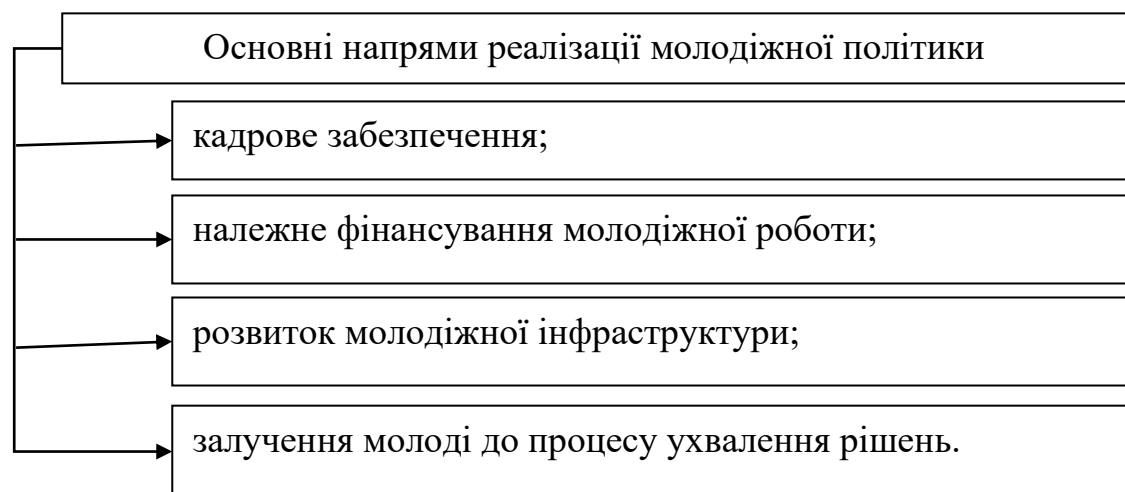 Основні напрями реалізації молодіжної політики
кадрове забезпечення;
належне фінансування молодіжної роботи;
розвиток молодіжної інфраструктури;
залучення молоді до процесу ухвалення рішень.